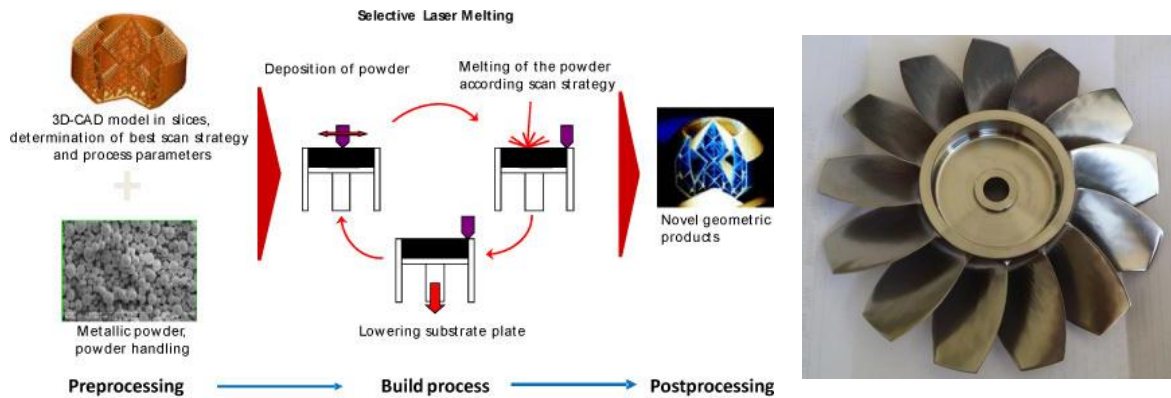 Selective Laser Melting
Deposition of powder
Melting of the powder
according scan strategy
3D-CAD model in slices,
determination of best scan strategy
and process parameters
+
Novel geometric
products
Metallic powder,
powder handling
Lowering substrate plate
Preprocessing
Build process
Postprocessing